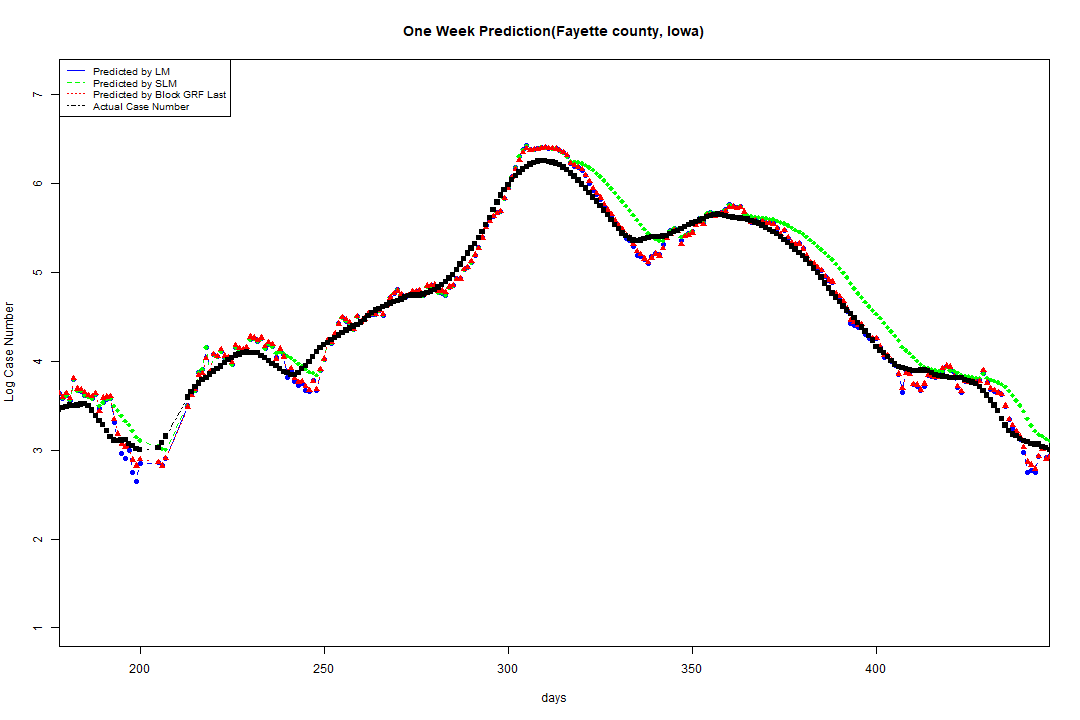 One Week Prediction(Fayette county, Iowa)
Predicted by LM
Predicted by SLM
Predicted by Block GRF Last
Actual Case Number
7
6
5
4
3
2
1
Log Case Number
200 250 300 350 400
days